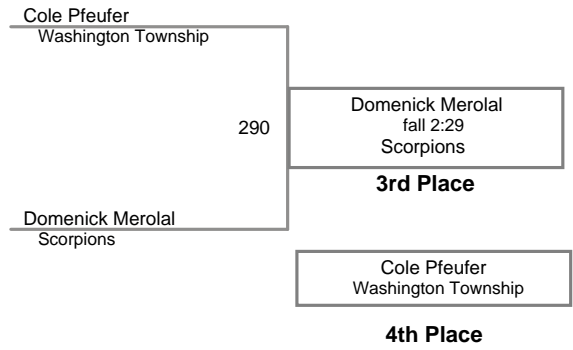 Cole Pfeufer
Washington Township
290
Domenick Merolal
fall 2:29
Scorpions
3rd Place
Domenick Merolal
Scorpions
Cole Pfeufer
Washington Township
4th Place